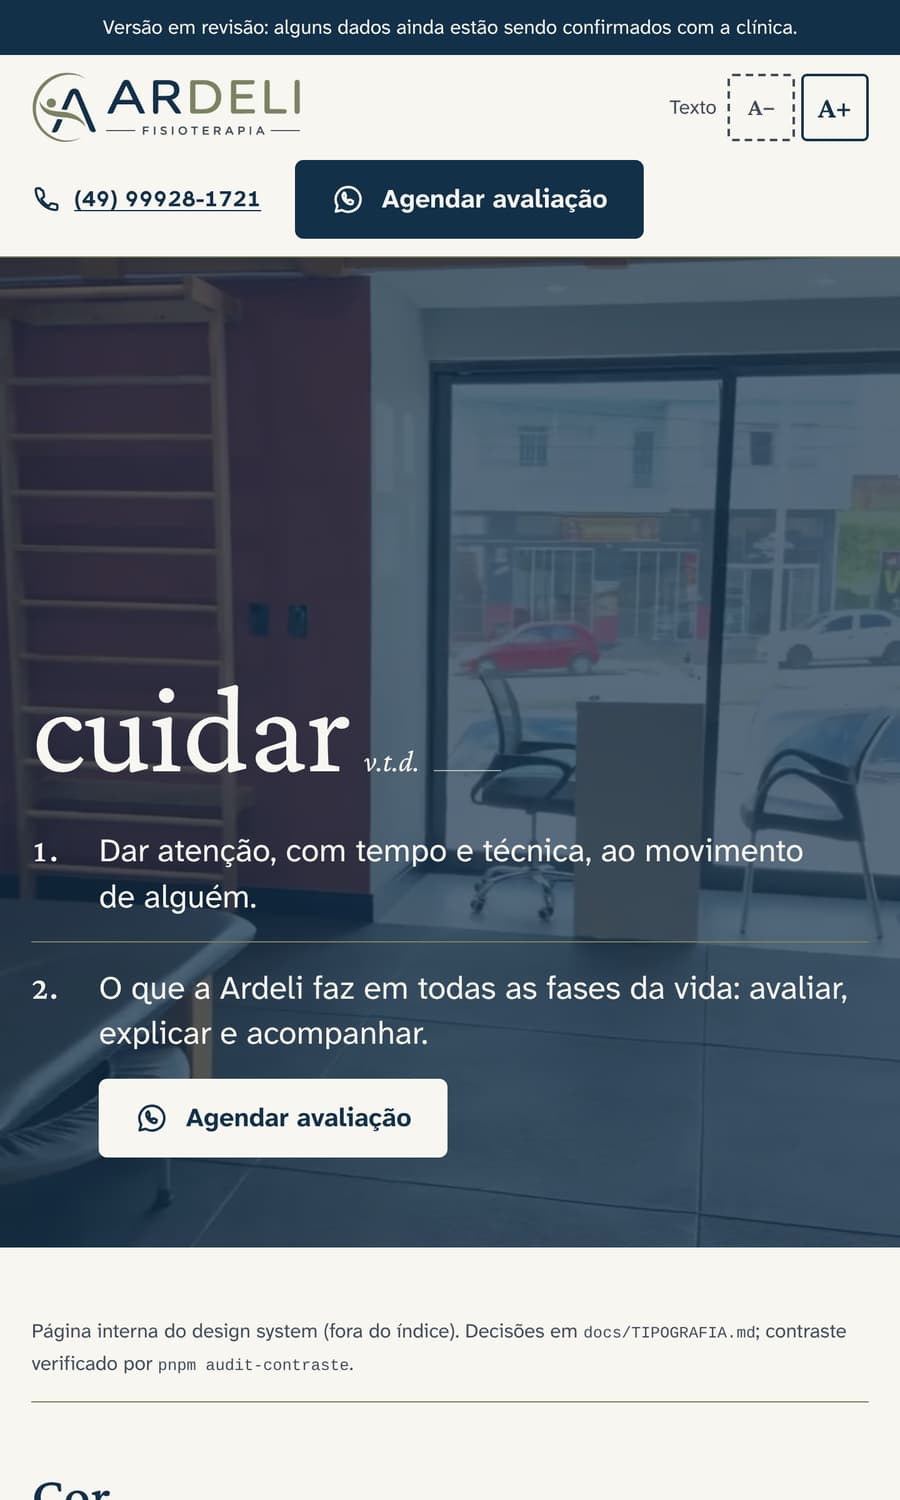 Versão em revisão: alguns dados ainda estão sendo confirmados com a clínica.
ARDELI
FISIOTERAPIA
Texto
A−
A+
(49) 99928-1721
Agendar avaliação
cuidar v.t.d.
1. Dar atenção, com tempo e técnica, ao movimento
de alguém.
2. O que a Ardeli faz em todas as fases da vida: avaliar,
explicar e acompanhar.
Agendar avaliação
Página interna do design system (fora do índice). Decisões em docs/TIPOGRAFIA.md; contraste
verificado por pnpm audit-contraste.
Cor